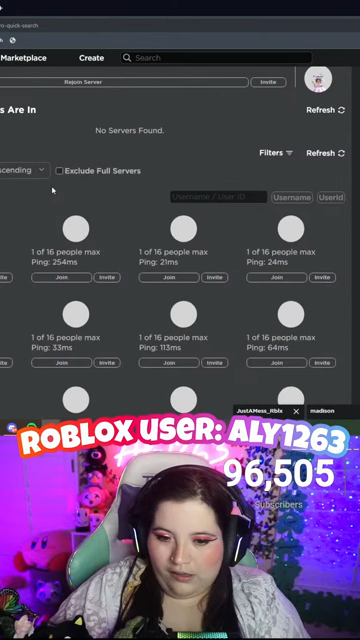 ro-quick-search
Marketplace Create Search
Rejoin Server Invite
s Are In Refresh
No Servers Found.
Filters Refresh
cending Exclude Full Servers
Username / User ID Username UserId
1 of 16 people max 1 of 16 people max 1 of 16 people max
Ping: 254ms Ping: 21ms Ping: 24ms
Join Invite Join Invite Join Invite
1 of 16 people max 1 of 16 people max 1 of 16 people max
Ping: 33ms Ping: 113ms Ping: 64ms
Join Invite Join Invite Join Invite
JustAMess_Rblx madison
ROBLOX USER: ALY1263
96,505
Subscribers